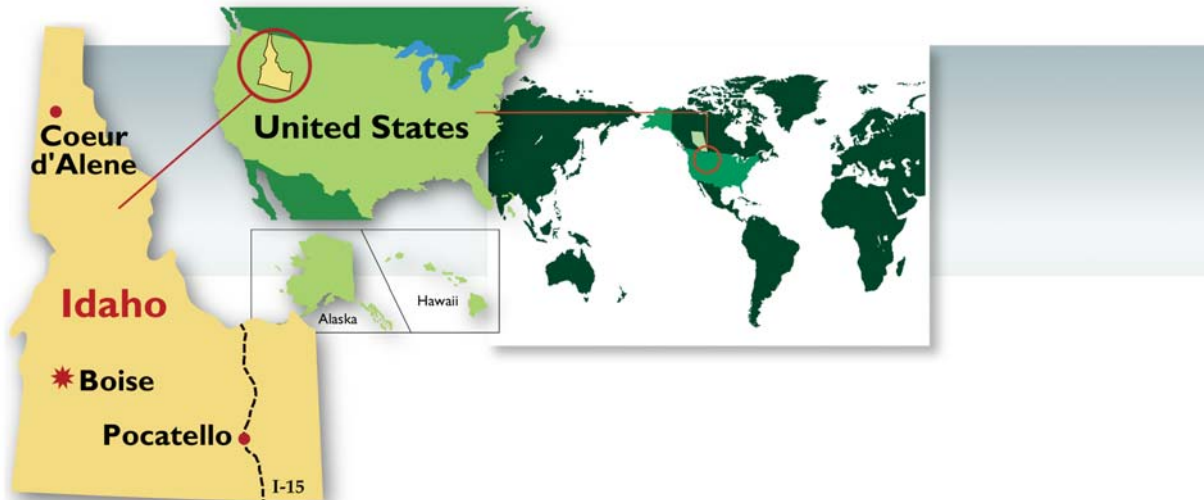 Coeur
d'Alene
United States
Idaho
Alaska
Hawaii
Boise
Pocatello
I-15